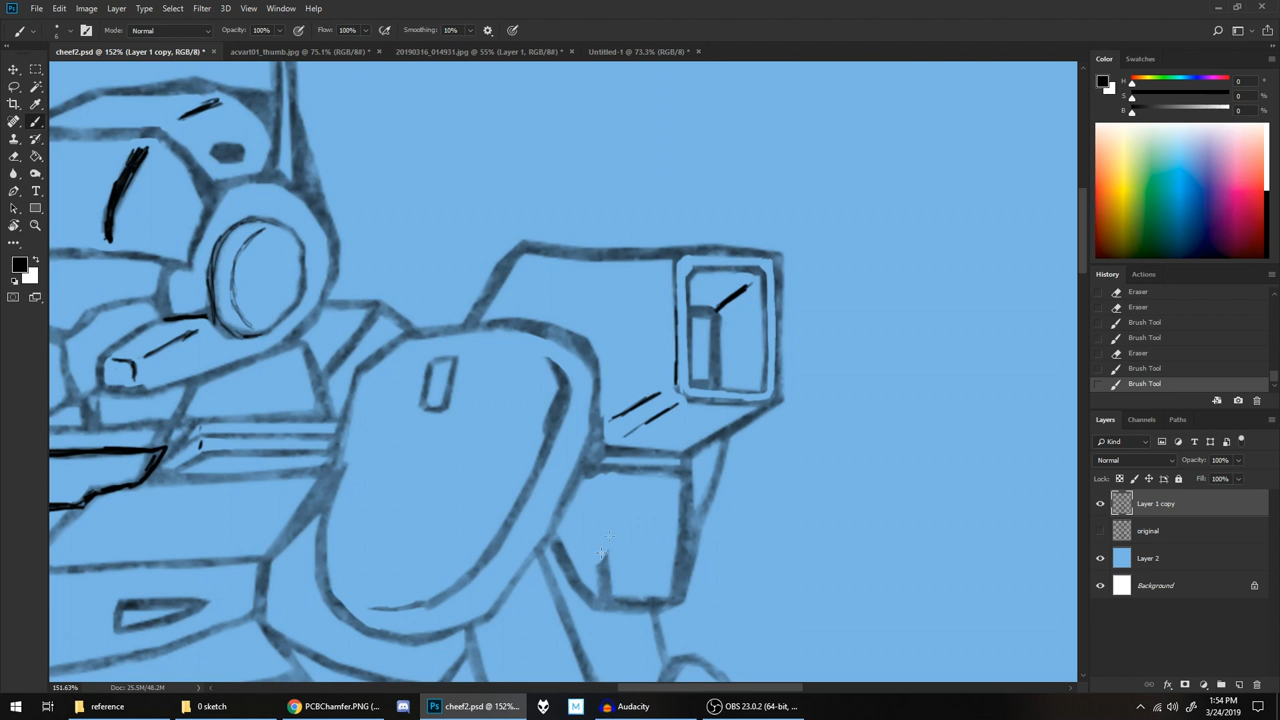 File Edit Image Layer Type Select Filter 3D View Window Help
6 Mode: Normal Opacity: 100% Flow: 100% Smoothing: 10%
cheef2.psd @ 152% (Layer 1 copy, RGB/8#) * × acvart01_thumb.jpg @ 75.1% (RGB/8#) * × 20190316_014931.jpg @ 55% (Layer 1, RGB/8#) * × Untitled-1 @ 73.3% (RGB/8) * ×
Color Swatches
H 0 °
S 0 %
B 0 %
History Actions
Eraser
Eraser
Brush Tool
Brush Tool
Eraser
Brush Tool
Brush Tool
Layers Channels Paths
Kind
Normal Opacity: 100%
Lock: Fill: 100%
Layer 1 copy
original
Layer 2
Background
151.63% Doc: 25.5M/48.2M
reference 0 sketch PCBChamfer.PNG (... Ps cheef2.psd @ 152%... M Audacity OBS 23.0.2 (64-bit, ...
1:54 PM
3/24/2019